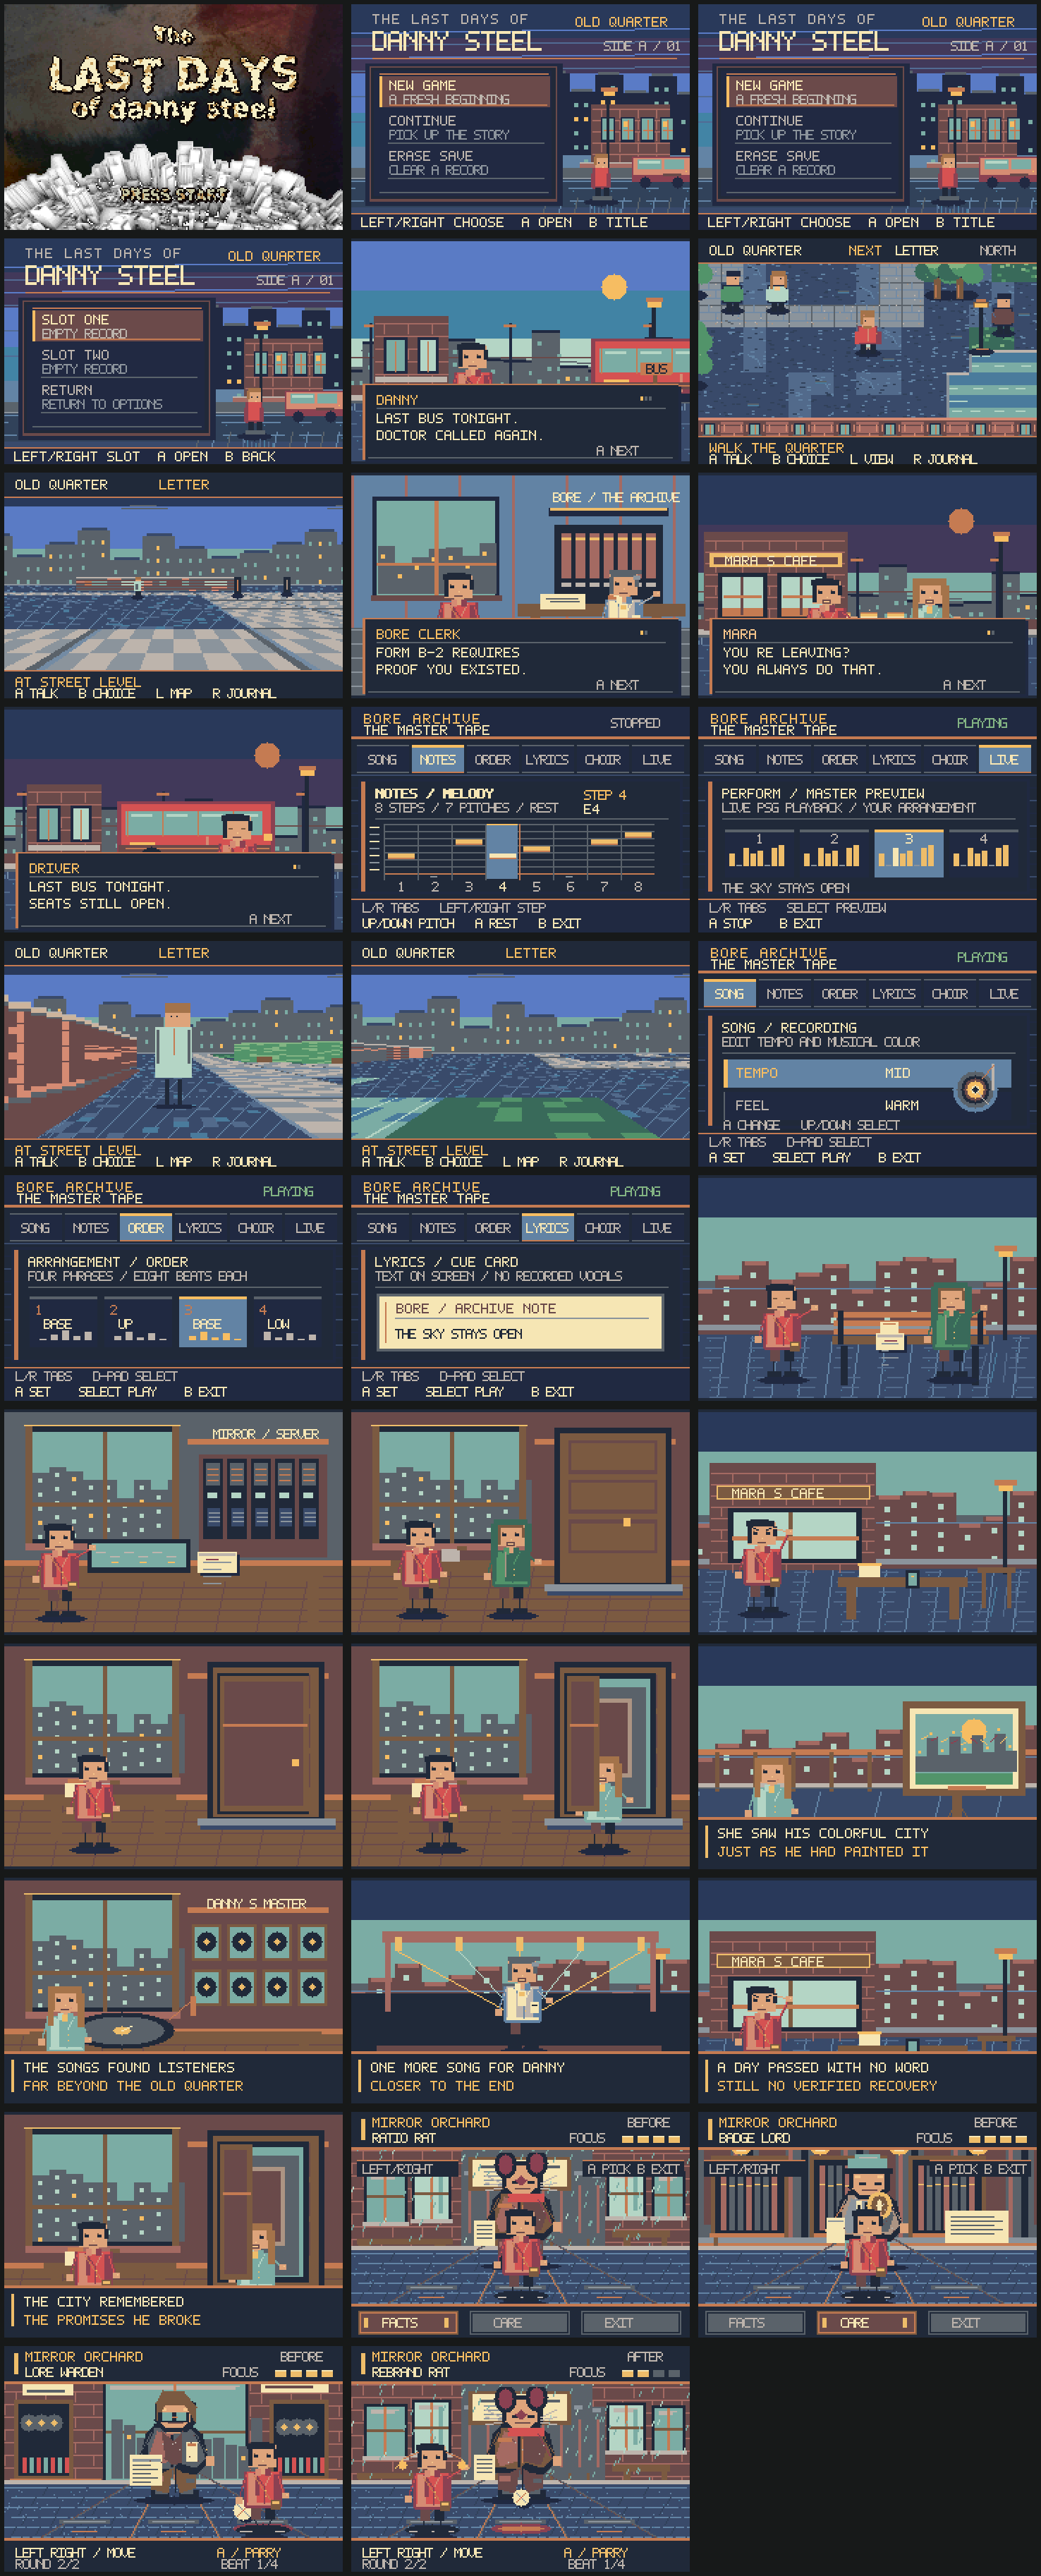 The
LAST DAYS
of danny steel
PRESS START
THE LAST DAYS OF
DANNY STEEL
OLD QUARTER
SIDE A / 01
NEW GAME
A FRESH BEGINNING
CONTINUE
PICK UP THE STORY
ERASE SAVE
CLEAR A RECORD
LEFT/RIGHT CHOOSE A OPEN B TITLE
THE LAST DAYS OF
DANNY STEEL
OLD QUARTER
SIDE A / 01
NEW GAME
A FRESH BEGINNING
CONTINUE
PICK UP THE STORY
ERASE SAVE
CLEAR A RECORD
LEFT/RIGHT CHOOSE A OPEN B TITLE
THE LAST DAYS OF
DANNY STEEL
OLD QUARTER
SIDE A / 01
SLOT ONE
EMPTY RECORD
SLOT TWO
EMPTY RECORD
RETURN
RETURN TO OPTIONS
LEFT/RIGHT SLOT A OPEN B BACK
BUS
DANNY
LAST BUS TONIGHT.
DOCTOR CALLED AGAIN.
A NEXT
OLD QUARTER NEXT LETTER NORTH
WALK THE QUARTER
A TALK B CHOICE L VIEW R JOURNAL
OLD QUARTER LETTER
AT STREET LEVEL
A TALK B CHOICE L MAP R JOURNAL
BORE / THE ARCHIVE
BORE CLERK
FORM B-2 REQUIRES
PROOF YOU EXISTED.
A NEXT
MARA S CAFE
MARA
YOU RE LEAVING?
YOU ALWAYS DO THAT.
A NEXT
DRIVER
LAST BUS TONIGHT.
SEATS STILL OPEN.
A NEXT
BORE ARCHIVE
THE MASTER TAPE
STOPPED
SONG NOTES ORDER LYRICS CHOIR LIVE
NOTES / MELODY
8 STEPS / 7 PITCHES / REST
STEP 4
E4
1 2 3 4 5 6 7 8
L/R TABS LEFT/RIGHT STEP
UP/DOWN PITCH A REST B EXIT
BORE ARCHIVE
THE MASTER TAPE
PLAYING
SONG NOTES ORDER LYRICS CHOIR LIVE
PERFORM / MASTER PREVIEW
LIVE PSG PLAYBACK / YOUR ARRANGEMENT
1 2 3 4
THE SKY STAYS OPEN
L/R TABS SELECT PREVIEW
A STOP B EXIT
OLD QUARTER LETTER
AT STREET LEVEL
A TALK B CHOICE L MAP R JOURNAL
OLD QUARTER LETTER
AT STREET LEVEL
A TALK B CHOICE L MAP R JOURNAL
BORE ARCHIVE
THE MASTER TAPE
PLAYING
SONG NOTES ORDER LYRICS CHOIR LIVE
SONG / RECORDING
EDIT TEMPO AND MUSICAL COLOR
TEMPO MID
FEEL WARM
A CHANGE UP/DOWN SELECT
L/R TABS D-PAD SELECT
A SET SELECT PLAY B EXIT
BORE ARCHIVE
THE MASTER TAPE
PLAYING
SONG NOTES ORDER LYRICS CHOIR LIVE
ARRANGEMENT / ORDER
FOUR PHRASES / EIGHT BEATS EACH
1 2 3 4
BASE UP BASE LOW
L/R TABS D-PAD SELECT
A SET SELECT PLAY B EXIT
BORE ARCHIVE
THE MASTER TAPE
PLAYING
SONG NOTES ORDER LYRICS CHOIR LIVE
LYRICS / CUE CARD
TEXT ON SCREEN / NO RECORDED VOCALS
BORE / ARCHIVE NOTE
THE SKY STAYS OPEN
L/R TABS D-PAD SELECT
A SET SELECT PLAY B EXIT
MIRROR / SERVER
MARA S CAFE
SHE SAW HIS COLORFUL CITY
JUST AS HE HAD PAINTED IT
DANNY S MASTER
THE SONGS FOUND LISTENERS
FAR BEYOND THE OLD QUARTER
ONE MORE SONG FOR DANNY
CLOSER TO THE END
MARA S CAFE
A DAY PASSED WITH NO WORD
STILL NO VERIFIED RECOVERY
THE CITY REMEMBERED
THE PROMISES HE BROKE
MIRROR ORCHARD BEFORE
RATIO RAT FOCUS
LEFT/RIGHT A PICK B EXIT
FACTS CARE EXIT
MIRROR ORCHARD BEFORE
BADGE LORD FOCUS
LEFT/RIGHT A PICK B EXIT
FACTS CARE EXIT
MIRROR ORCHARD BEFORE
LORE WARDEN FOCUS
LEFT RIGHT / MOVE A / PARRY
ROUND 2/2 BEAT 1/4
MIRROR ORCHARD AFTER
REBRAND RAT FOCUS
LEFT RIGHT / MOVE A / PARRY
ROUND 2/2 BEAT 1/4